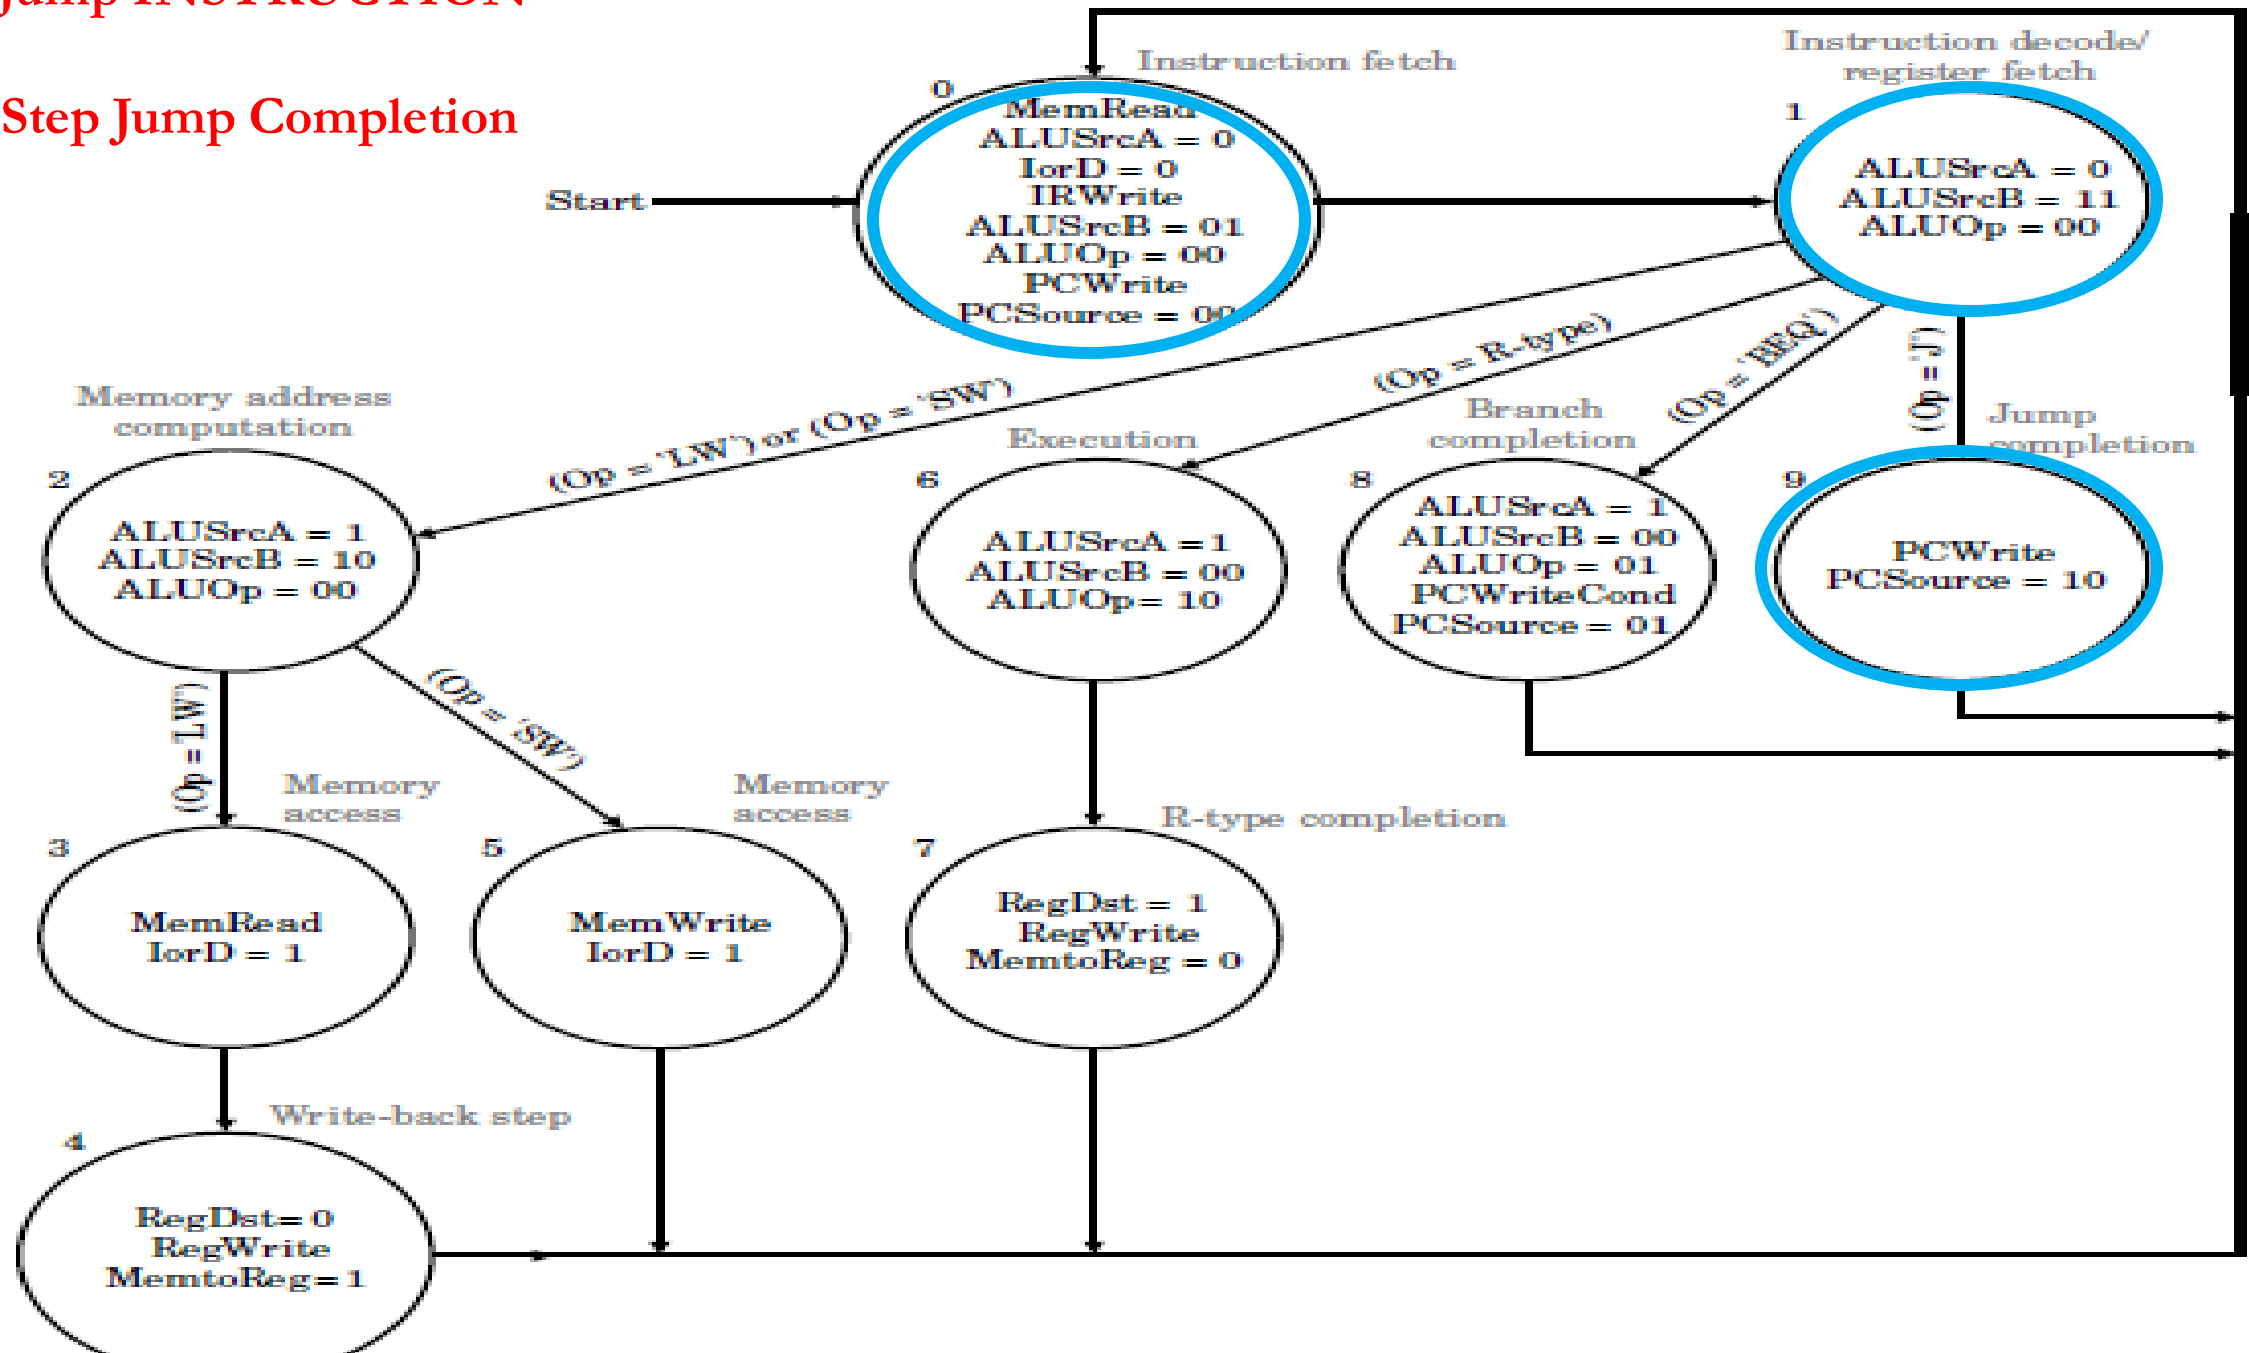 Jump INSTRUCTION
Step Jump Completion
Instruction fetch
Instruction decode/
register fetch
0
MemRead
ALUSrcA = 0
IorD = 0
IRWrite
ALUSrcB = 01
ALUOp = 00
PCWrite
PCSource = 00
1
ALUSrcA = 0
ALUSrcB = 11
ALUOp = 00
Start
(Op = 'LW') or (Op = 'SW')
(Op = R-type)
(Op = 'BEQ')
(Op = 'J')
Memory address
computation
2
ALUSrcA = 1
ALUSrcB = 10
ALUOp = 00
Execution
6
ALUSrcA =1
ALUSrcB = 00
ALUOp= 10
Branch
completion
8
ALUSrcA = 1
ALUSrcB = 00
ALUOp = 01
PCWriteCond
PCSource = 01
Jump
completion
9
PCWrite
PCSource = 10
(Op = 'LW')
(Op = 'SW')
Memory
access
3
MemRead
IorD = 1
Memory
access
5
MemWrite
IorD = 1
R-type completion
7
RegDst = 1
RegWrite
MemtoReg = 0
Write-back step
4
RegDst= 0
RegWrite
MemtoReg=1